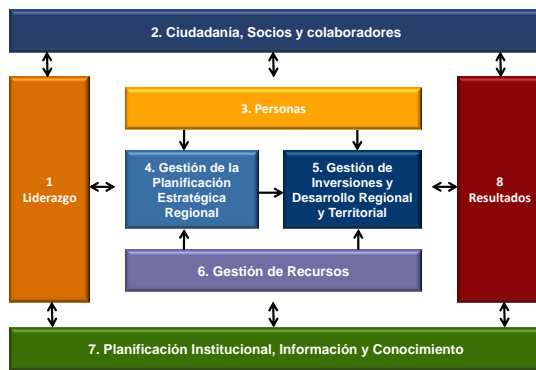 2. Ciudadanía, Socios y colaboradores
3. Personas
1
Liderazgo
4. Gestión de la
Planificación
Estratégica
Regional
5. Gestión de
Inversiones y
Desarrollo Regional
y Territorial
8
Resultados
6. Gestión de Recursos
7. Planificación Institucional, Información y Conocimiento